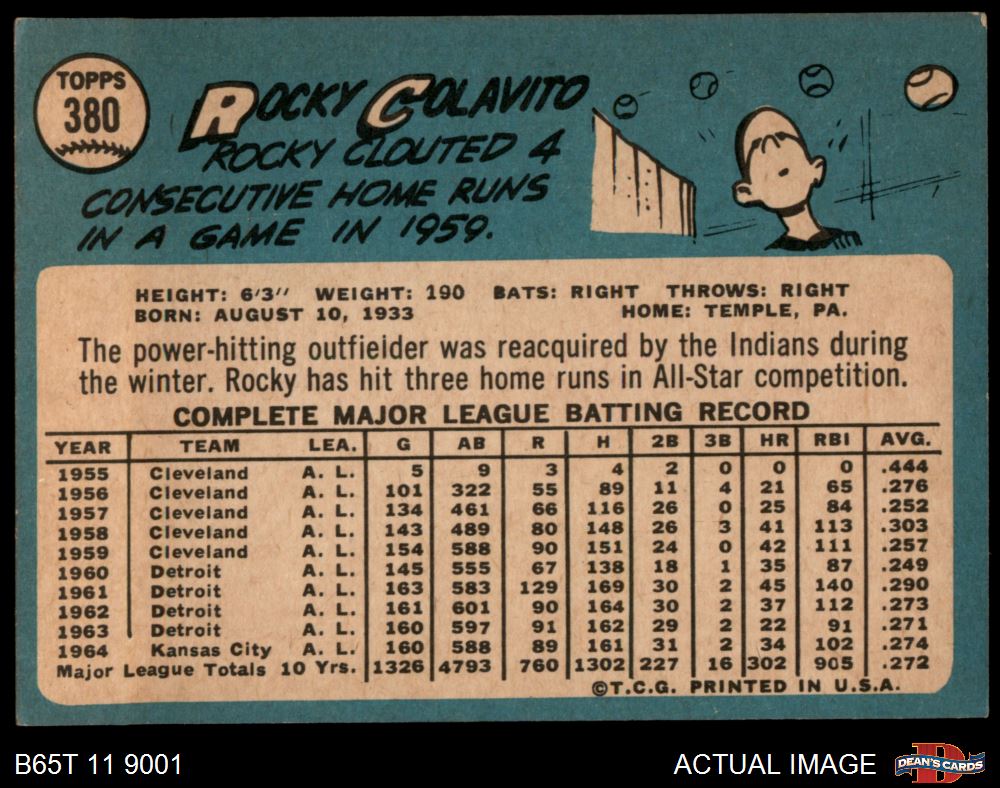 TOPPS
380
ROCKY COLAVITO
ROCKY CLOUTED 4
CONSECUTIVE HOME RUNS
IN A GAME IN 1959.
HEIGHT: 6'3" WEIGHT: 190 BATS: RIGHT THROWS: RIGHT
BORN: AUGUST 10, 1933 HOME: TEMPLE, PA.
The power-hitting outfielder was reacquired by the Indians during
the winter. Rocky has hit three home runs in All-Star competition.
COMPLETE MAJOR LEAGUE BATTING RECORD
YEAR TEAM LEA. G AB R H 2B 3B HR RBI AVG.
1955 Cleveland A. L. 5 9 3 4 2 0 0 0 .444
1956 Cleveland A. L. 101 322 55 89 11 4 21 65 .276
1957 Cleveland A. L. 134 461 66 116 26 0 25 84 .252
1958 Cleveland A. L. 143 489 80 148 26 3 41 113 .303
1959 Cleveland A. L. 154 588 90 151 24 0 42 111 .257
1960 Detroit A. L. 145 555 67 138 18 1 35 87 .249
1961 Detroit A. L. 163 583 129 169 30 2 45 140 .290
1962 Detroit A. L. 161 601 90 164 30 2 37 112 .273
1963 Detroit A. L. 160 597 91 162 29 2 22 91 .271
1964 Kansas City A. L. 160 588 89 161 31 2 34 102 .274
Major League Totals 10 Yrs. 1326 4793 760 1302 227 16 302 905 .272
©T.C.G. PRINTED IN U.S.A.
B65T 11 9001 ACTUAL IMAGE DEAN'S CARDS